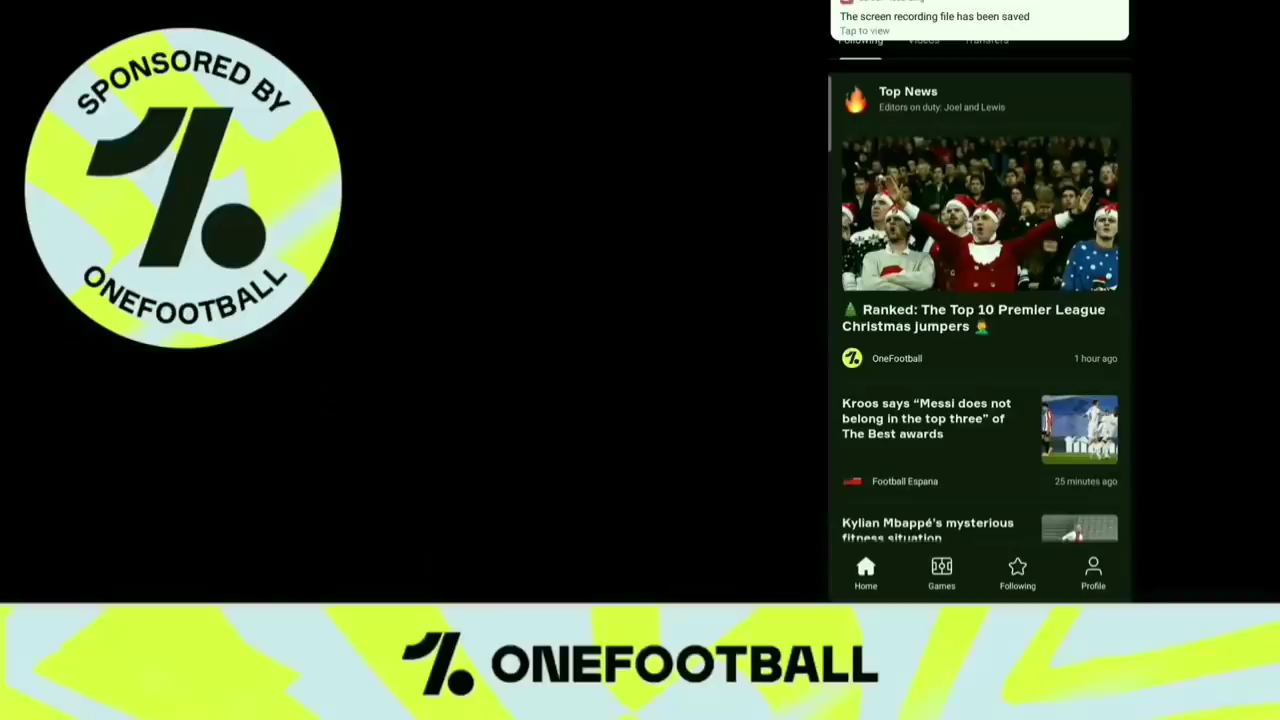 SPONSORED BY
ONEFOOTBALL
The screen recording file has been saved
Tap to view
Following Videos Transfers
Top News
Editors on duty: Joel and Lewis
🎄 Ranked: The Top 10 Premier League
Christmas jumpers 🤦‍♂️
OneFootball
1 hour ago
Kroos says “Messi does not
belong in the top three” of
The Best awards
Football Espana
25 minutes ago
Kylian Mbappé's mysterious
fitness situation
Home
Games
Following
Profile
ONEFOOTBALL